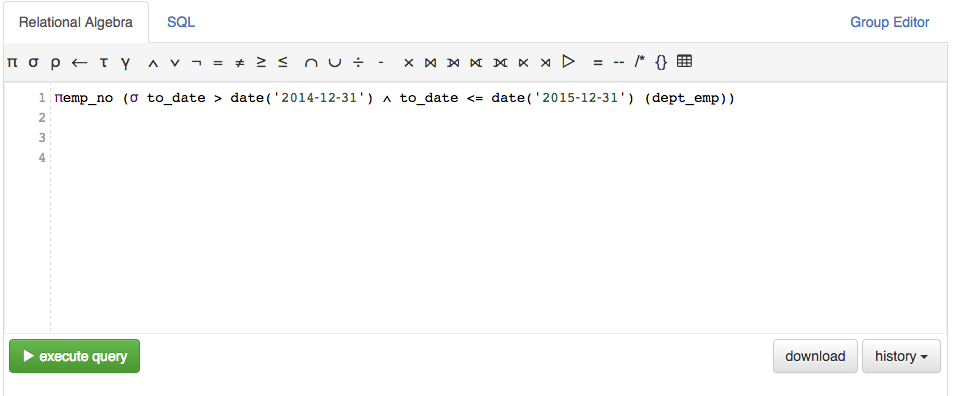 Relational Algebra SQL Group Editor
π σ ρ ← τ γ ∧ ∨ ¬ = ≠ ≥ ≤ ∩ ∪ ÷ - × ⋈ ⟕ ⟖ ⟗ ⋉ ⋊ ▷ = -- /* {}
1 πemp_no (σ to_date > date('2014-12-31') ∧ to_date <= date('2015-12-31') (dept_emp))
2
3
4
execute query download history